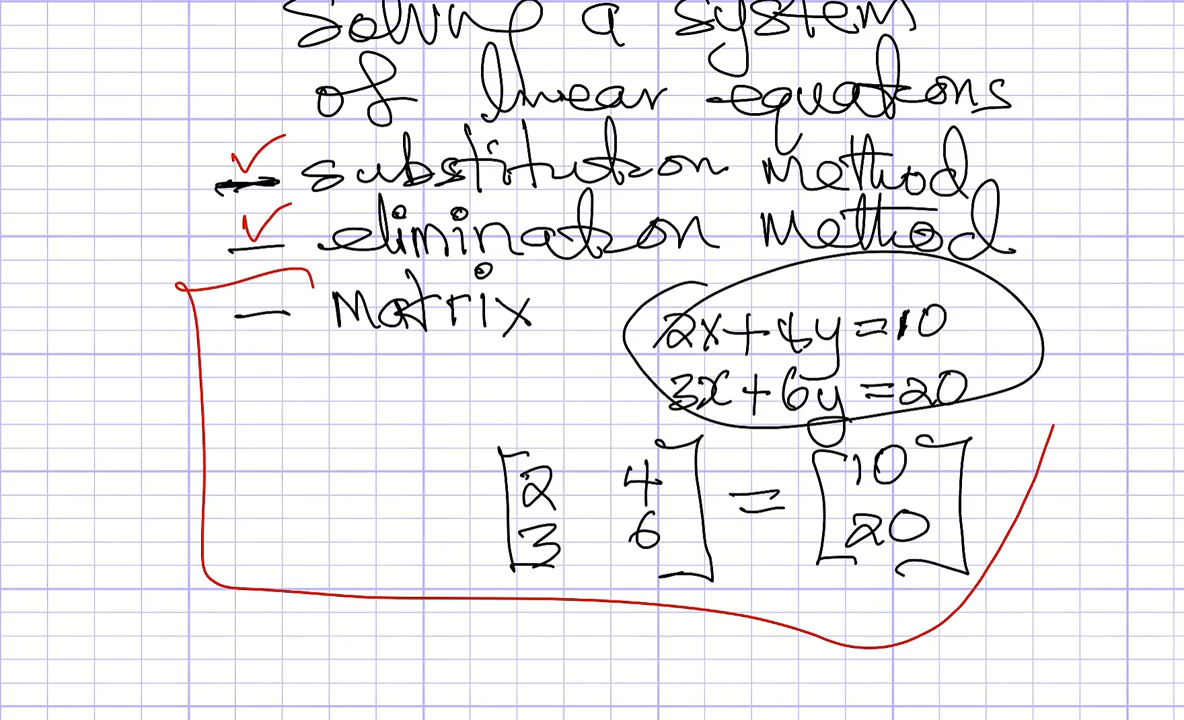 Solving a system
of linear equations
- substitution Method
- elimination Method
- Matrix
2x+4y=10
3x+6y=20
[2 4] = [10]
[3 6] [20]